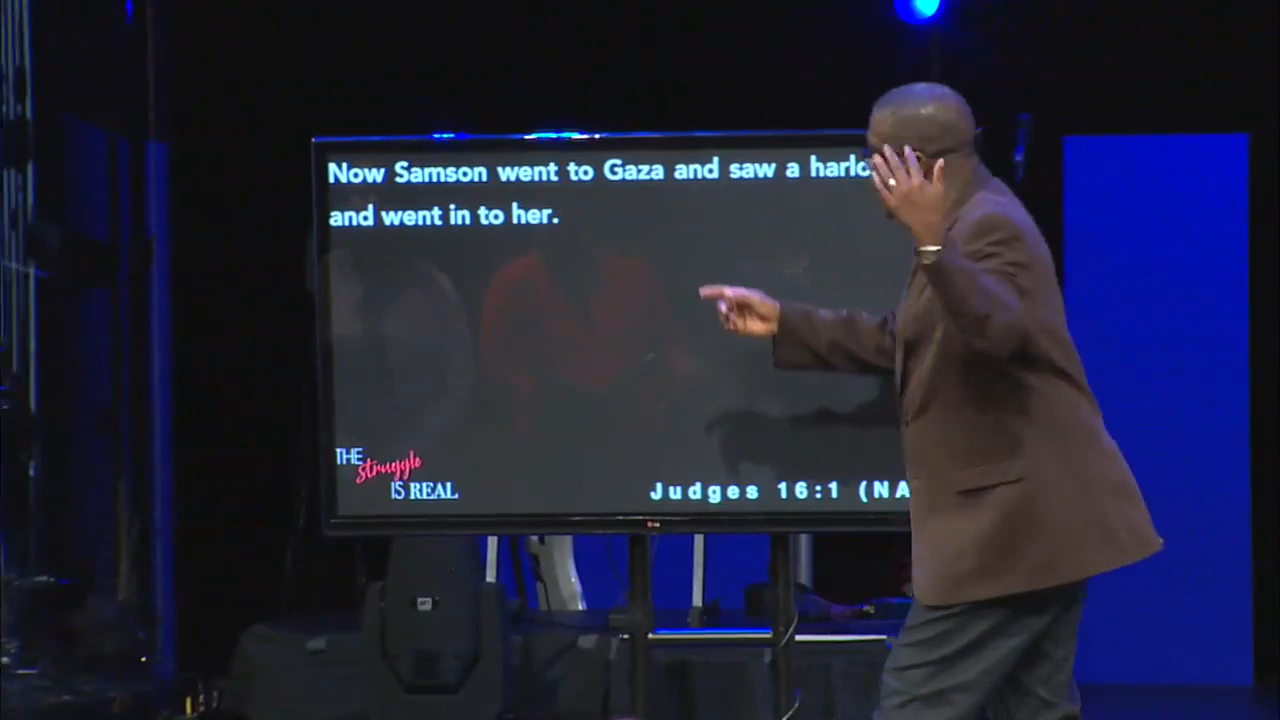 Now Samson went to Gaza and saw a
and went in to her.
THE
struggle
IS REAL
Judges 16:1
LG